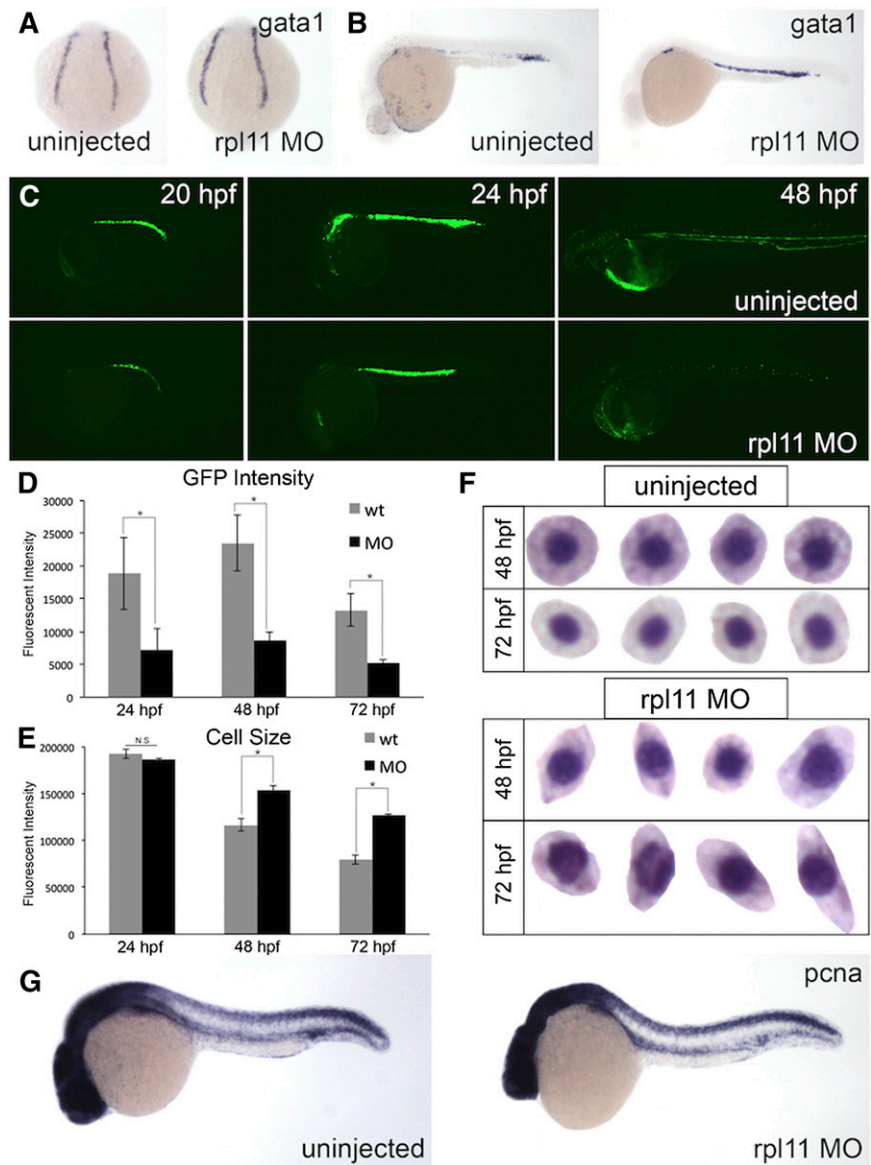 A
gata1
uninjected
rpl11 MO
B
gata1
uninjected
rpl11 MO
C
20 hpf
24 hpf
48 hpf
uninjected
rpl11 MO
D
GFP Intensity
Fluorescent Intensity
30000
25000
20000
15000
10000
5000
0
*
*
*
wt
MO
24 hpf
48 hpf
72 hpf
E
Cell Size
Fluorescent Intensity
200000
150000
100000
50000
0
N.S.
*
*
wt
MO
24 hpf
48 hpf
72 hpf
F
uninjected
48 hpf
72 hpf
rpl11 MO
48 hpf
72 hpf
G
uninjected
pcna
rpl11 MO